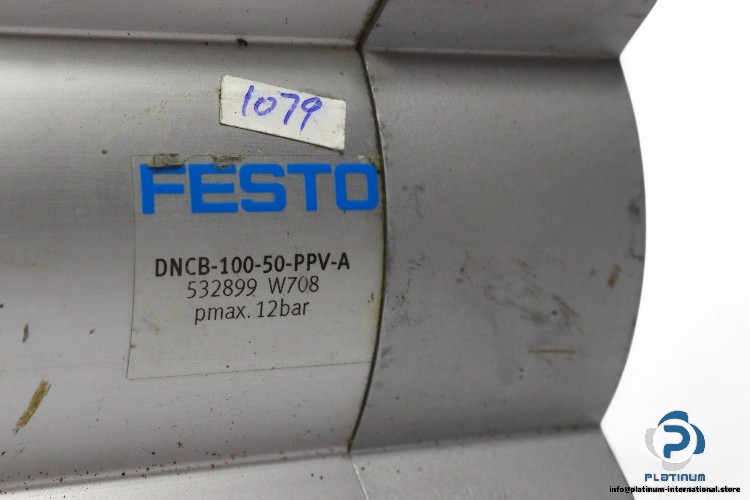 1079
FESTO
DNCB-100-50-PPV-A
532899 W708
pmax. 12bar
PLATINUM
info@platinum-international.store